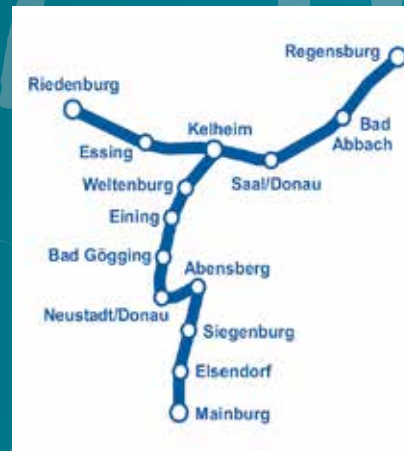 Regensburg
Riedenburg
Kelheim
Bad
Abbach
Essing
Weltenburg
Saal/Donau
Eining
Bad Gögging
Abensberg
Neustadt/Donau
Siegenburg
Elsendorf
Mainburg